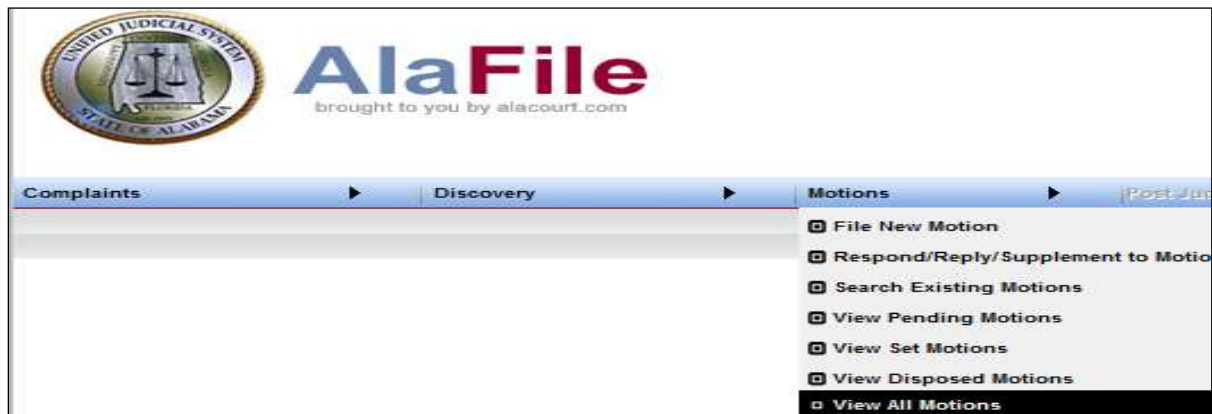 UNIFIED JUDICIAL SYSTEM
STATE OF ALABAMA
AlaFile
brought to you by alacourt.com
Complaints
Discovery
Motions
File New Motion
Respond/Reply/Supplement to Motio
Search Existing Motions
View Pending Motions
View Set Motions
View Disposed Motions
View All Motions